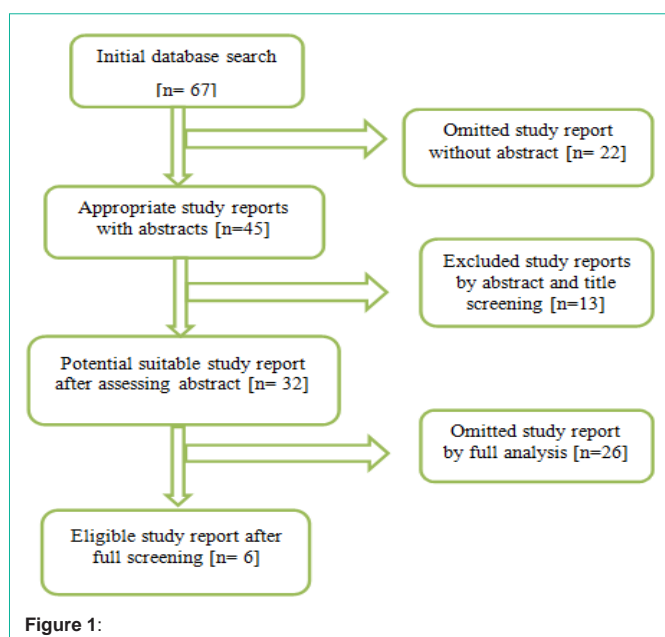 Initial database search
[n= 67]
Omitted study report
without abstract [n= 22]
Appropriate study reports
with abstracts [n=45]
Excluded study reports
by abstract and title
screening [n=13]
Potential suitable study report
after assessing abstract [n= 32]
Omitted study report
by full analysis [n=26]
Eligible study report after
full screening [n= 6]
Figure 1: